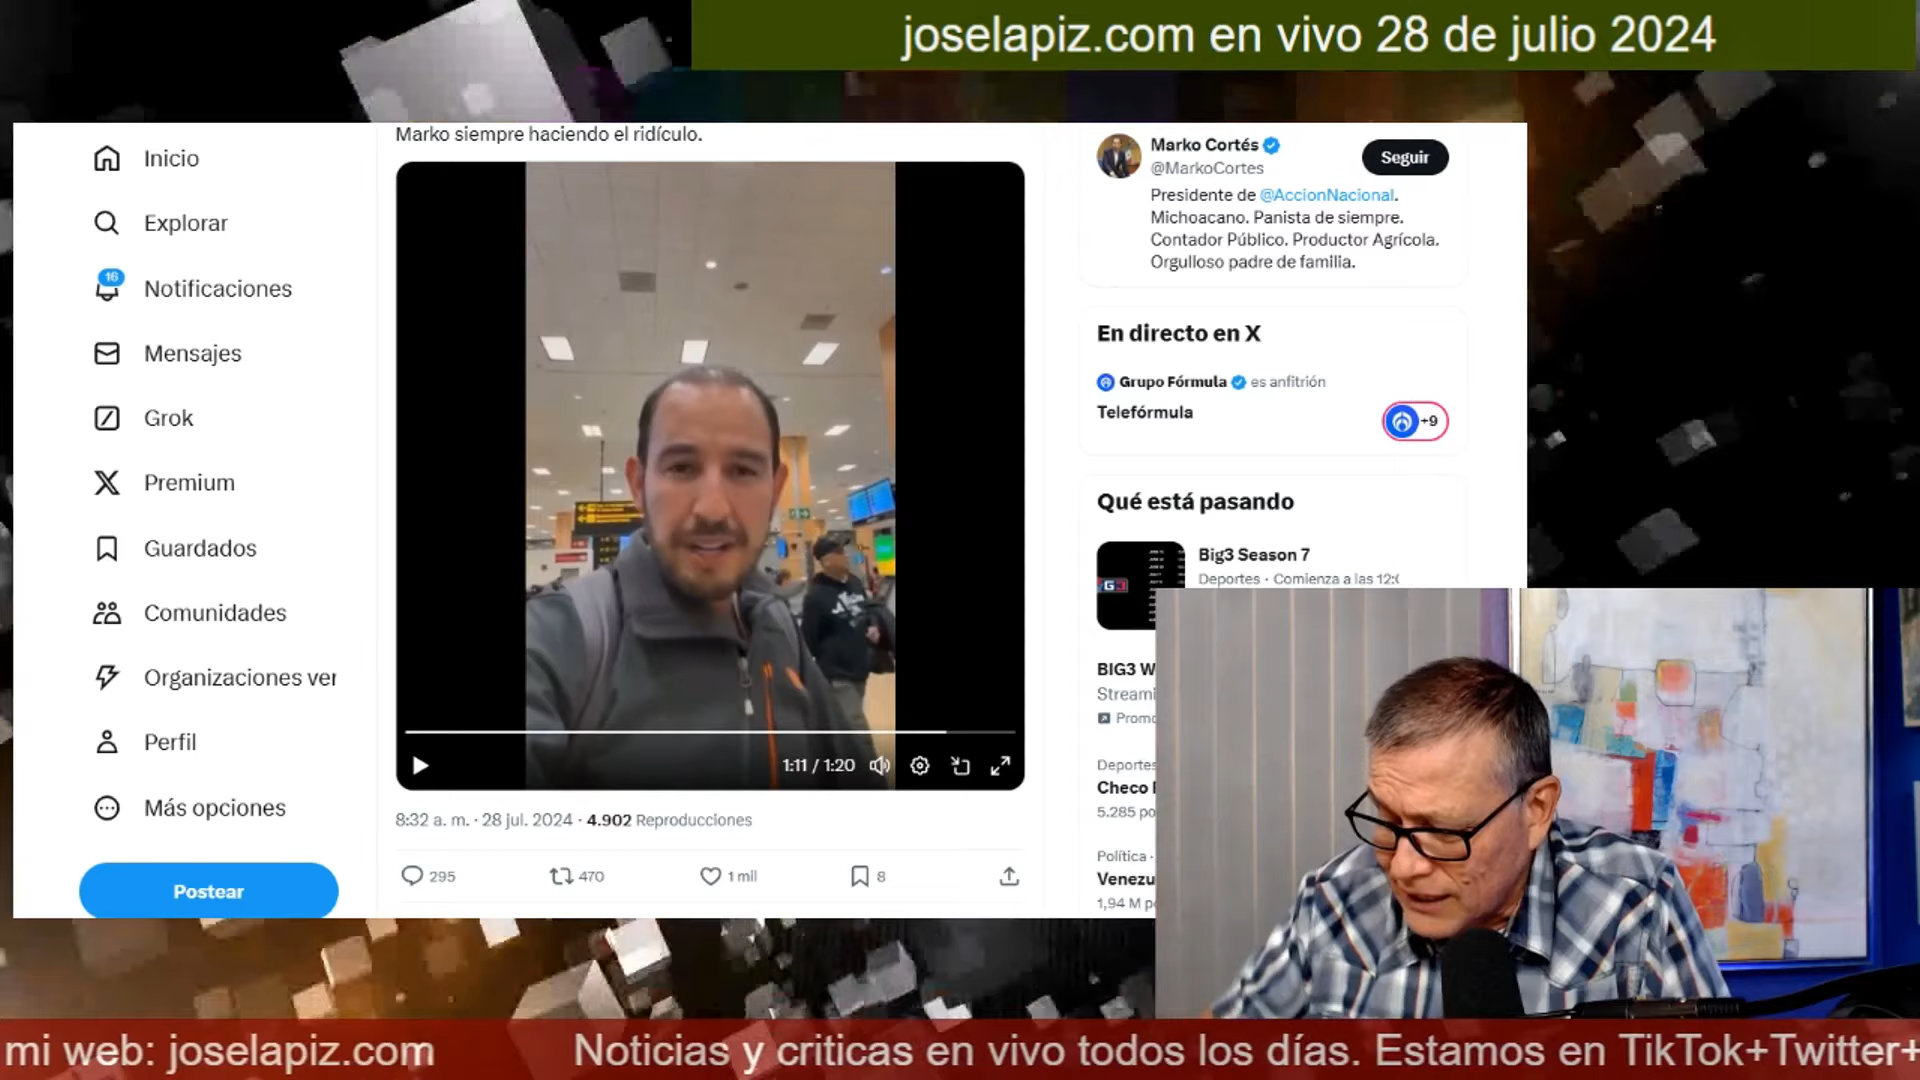 joselapiz.com en vivo 28 de julio 2024
Inicio
Explorar
16
Notificaciones
Mensajes
Grok
Premium
Guardados
Comunidades
Organizaciones ver
Perfil
Más opciones
Postear
Marko siempre haciendo el ridículo.
1:11 / 1:20
8:32 a. m. · 28 jul. 2024 · 4.902 Reproducciones
295
470
1 mil
8
Marko Cortés
@MarkoCortes
Seguir
Presidente de @AccionNacional.
Michoacano. Panista de siempre.
Contador Público. Productor Agrícola.
Orgulloso padre de familia.
En directo en X
Grupo Fórmula es anfitrión
Telefórmula
+9
Qué está pasando
Big3 Season 7
Deportes · Comienza a las 12:
BIG3 W
Streami
Promo
Deportes
Checo
5.285 po
Política ·
Venezu
1,94 M p
mi web: joselapiz.com
Noticias y criticas en vivo todos los días. Estamos en TikTok+Twitter+